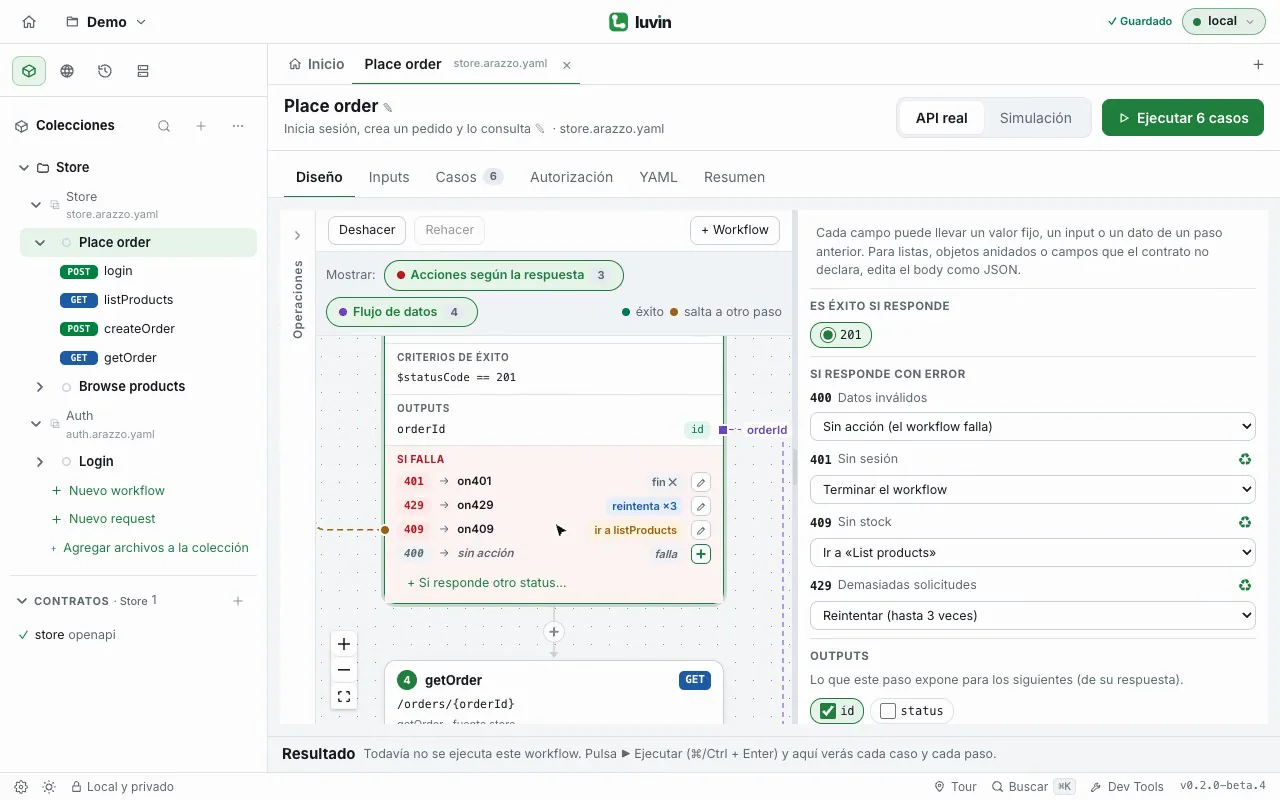 Demo
luvin
Guardado
local
Inicio
Place order store.arazzo.yaml
Place order
Inicia sesión, crea un pedido y lo consulta · store.arazzo.yaml
API real
Simulación
Ejecutar 6 casos
Colecciones
Store
Store
store.arazzo.yaml
Place order
POST login
GET listProducts
POST createOrder
GET getOrder
Browse products
Auth
auth.arazzo.yaml
Login
+ Nuevo workflow
+ Nuevo request
+ Agregar archivos a la colección
CONTRATOS · Store 1
store openapi
Diseño
Inputs
Casos 6
Autorización
YAML
Resumen
Operaciones
Deshacer
Rehacer
+ Workflow
Mostrar:
Acciones según la respuesta 3
Flujo de datos 4
éxito
salta a otro paso
CRITERIOS DE ÉXITO
$statusCode == 201
OUTPUTS
orderId
id
orderId
SI FALLA
401 → on401 fin
429 → on429 reintenta ×3
409 → on409 ir a listProducts
400 → sin acción falla
+ Si responde otro status...
4 getOrder GET
/orders/{orderId}
Cada campo puede llevar un valor fijo, un input o un dato de un paso
anterior. Para listas, objetos anidados o campos que el contrato no
declara, edita el body como JSON.
ES ÉXITO SI RESPONDE
201
SI RESPONDE CON ERROR
400 Datos inválidos
Sin acción (el workflow falla)
401 Sin sesión
Terminar el workflow
409 Sin stock
Ir a «List products»
429 Demasiadas solicitudes
Reintentar (hasta 3 veces)
OUTPUTS
Lo que este paso expone para los siguientes (de su respuesta).
id
status
Resultado Todavía no se ejecuta este workflow. Pulsa ▶ Ejecutar (⌘/Ctrl + Enter) y aquí verás cada caso y cada paso.
Local y privado
Tour
Buscar ⌘K
Dev Tools
v0.2.0-beta.4